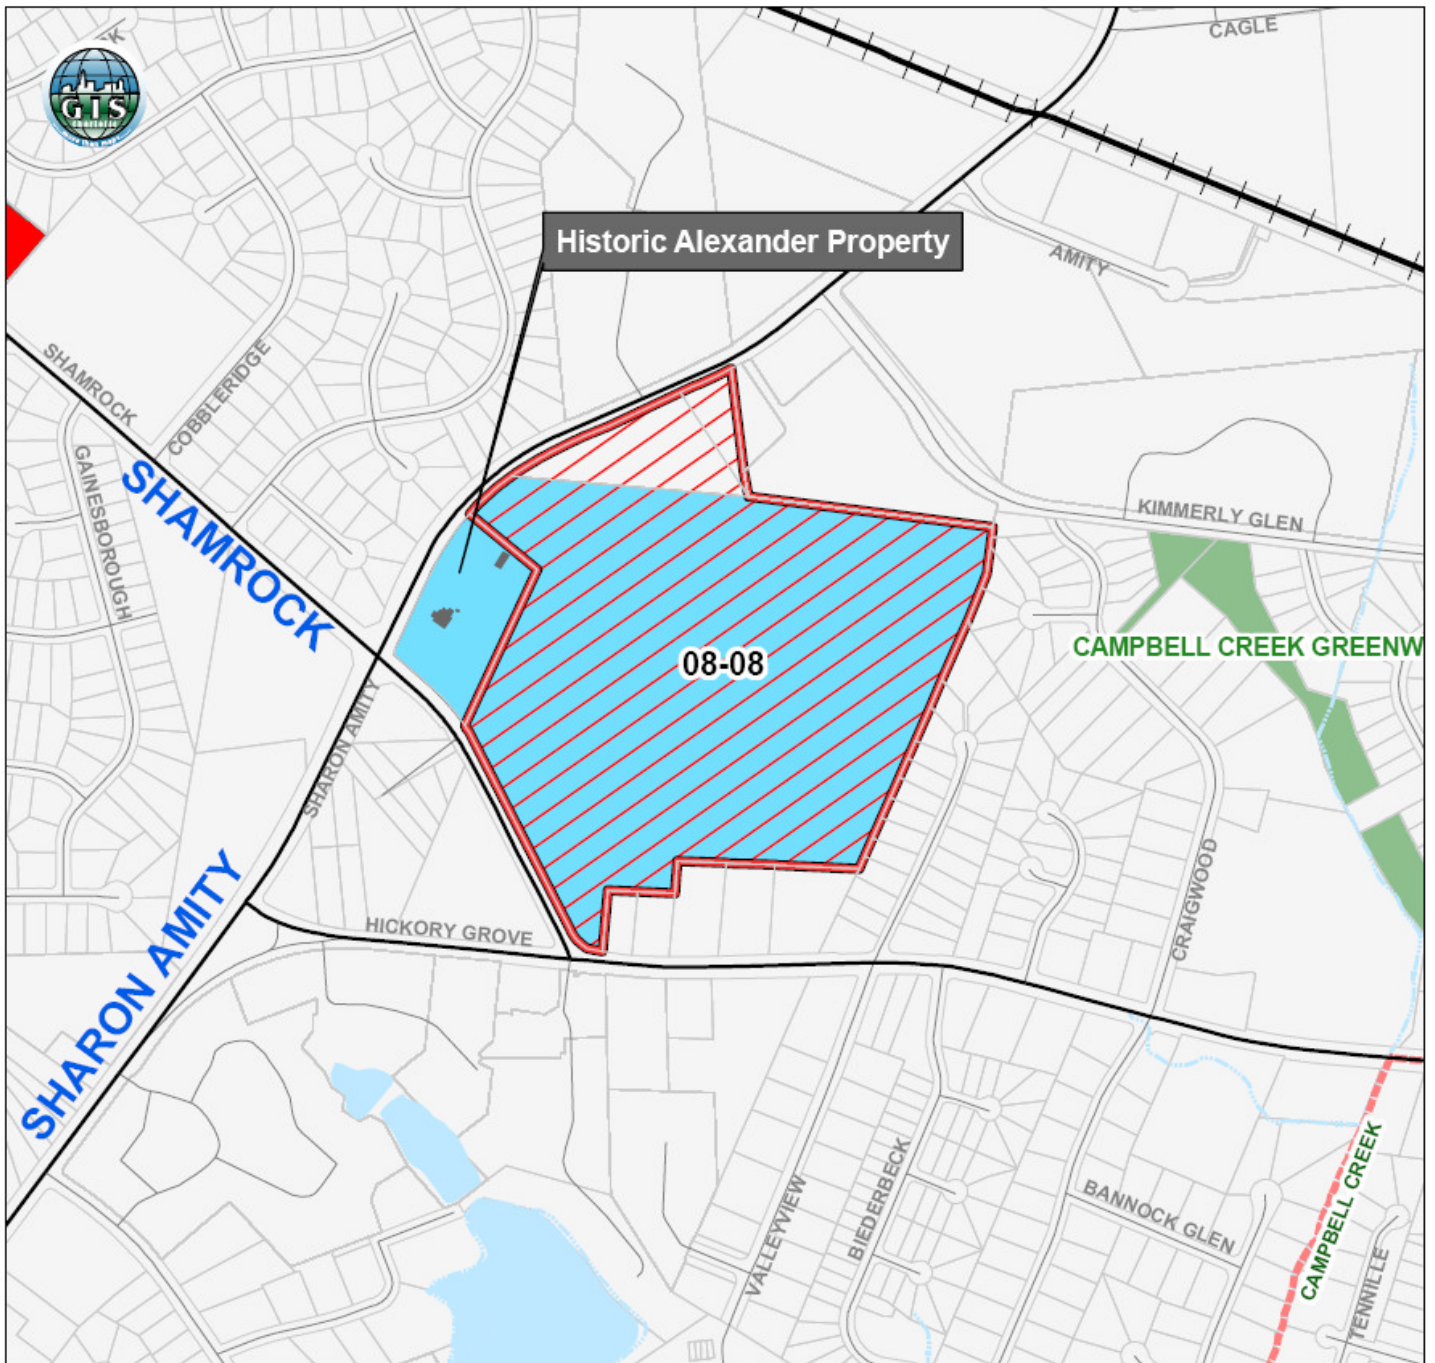 CAGLE
GIS
Historic Alexander Property
AMITY
SHAMROCK
COBBLERIDGE
GAINESBOROUGH
SHAMROCK
KIMMERLY GLEN
CAMPBELL CREEK GREENW
08-08
SHARON AMITY
CRAIGWOOD
SHARON AMITY
HICKORY GROVE
CAMPBELL CREEK
BIEDERBECK
BANNOCK GLEN
VALLEYVIEW
TENNILLE